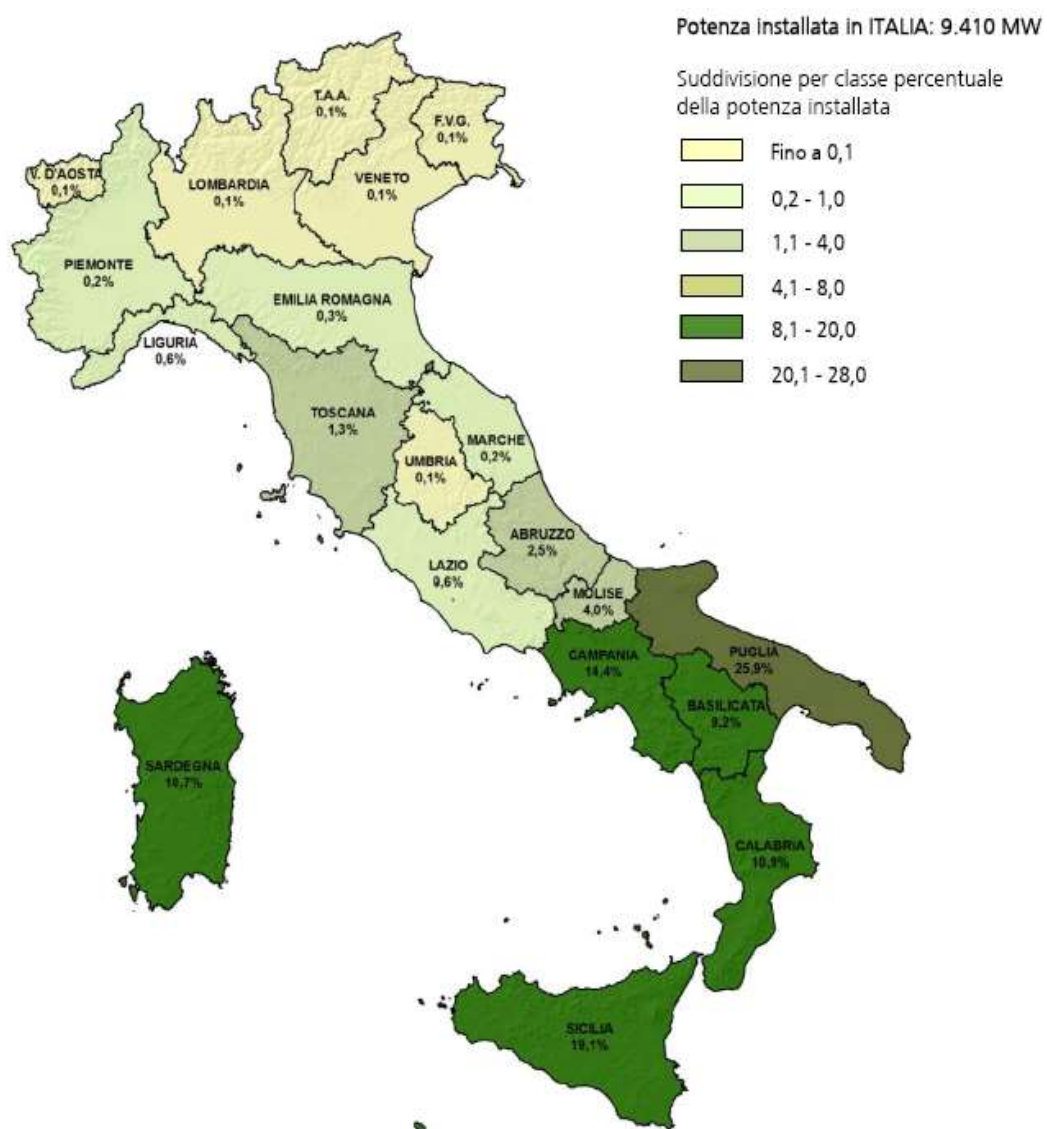 Potenza installata in ITALIA: 9.410 MW
Suddivisione per classe percentuale
della potenza installata
Fino a 0,1
0,2 - 1,0
1,1 - 4,0
4,1 - 8,0
8,1 - 20,0
20,1 - 28,0
T.A.A.
0,1%
F.V.G.
0,1%
V. D'AOSTA
0,1%
LOMBARDIA
0,1%
VENETO
0,1%
PIEMONTE
0,2%
EMILIA ROMAGNA
0,3%
LIGURIA
0,6%
TOSCANA
1,3%
MARCHE
0,2%
UMBRIA
0,1%
ABRUZZO
2,5%
LAZIO
9,6%
MOLISE
4,0%
CAMPANIA
14,4%
PUGLIA
25,9%
BASILICATA
9,2%
SARDEGNA
10,7%
CALABRIA
10,9%
SICILIA
19,1%